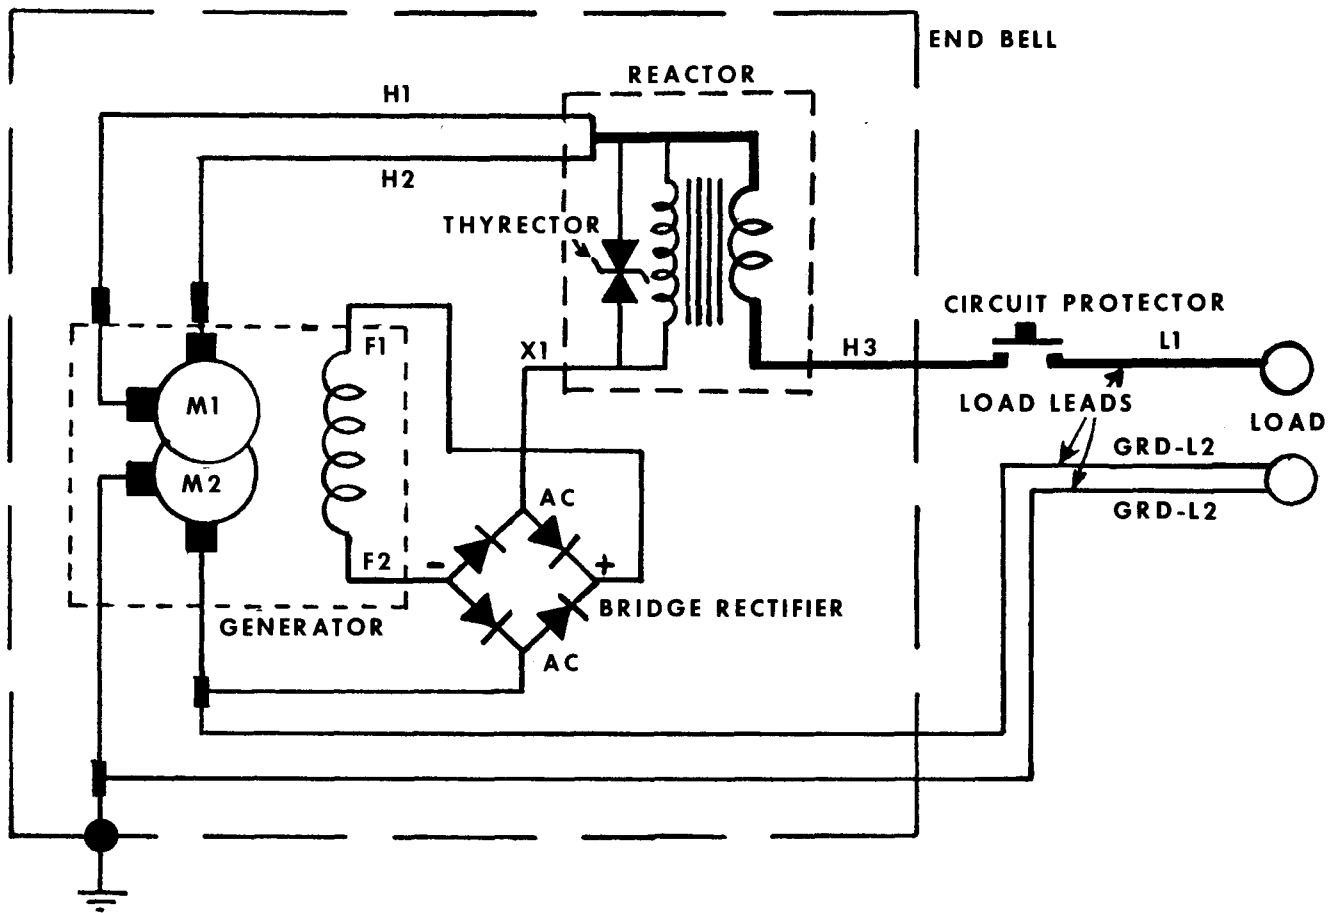 END BELL
REACTOR
H1
H2
THYRECTOR
CIRCUIT PROTECTOR
F1
X1
H3
L1
M1
LOAD LEADS
LOAD
GRD-L2
M2
AC
GRD-L2
F2
-
+
BRIDGE RECTIFIER
GENERATOR
AC